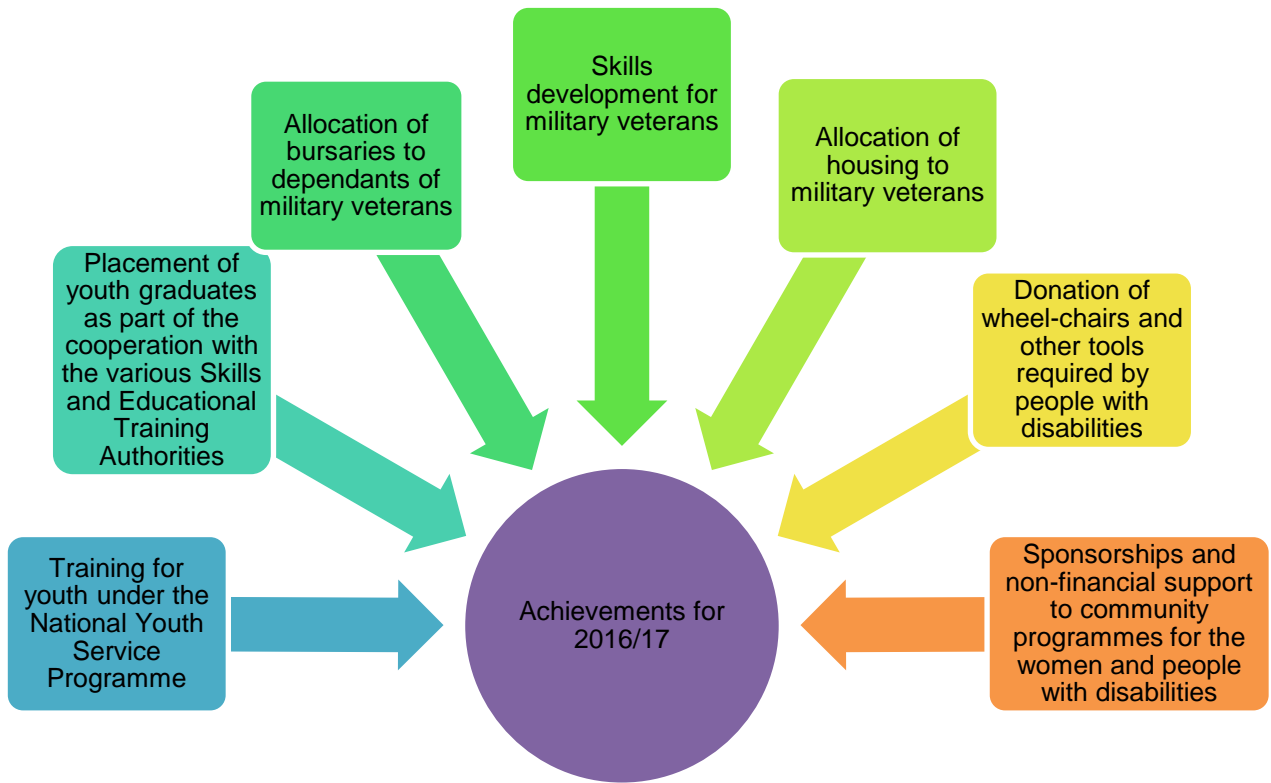 Skills
development for
military veterans
Allocation of
bursaries to
dependants of
military veterans
Allocation of
housing to
military veterans
Placement of
youth graduates
as part of the
cooperation with
the various Skills
and Educational
Training
Authorities
Donation of
wheel-chairs and
other tools
required by
people with
disabilities
Training for
youth under the
National Youth
Service
Programme
Achievements for
2016/17
Sponsorships and
non-financial support
to community
programmes for the
women and people
with disabilities